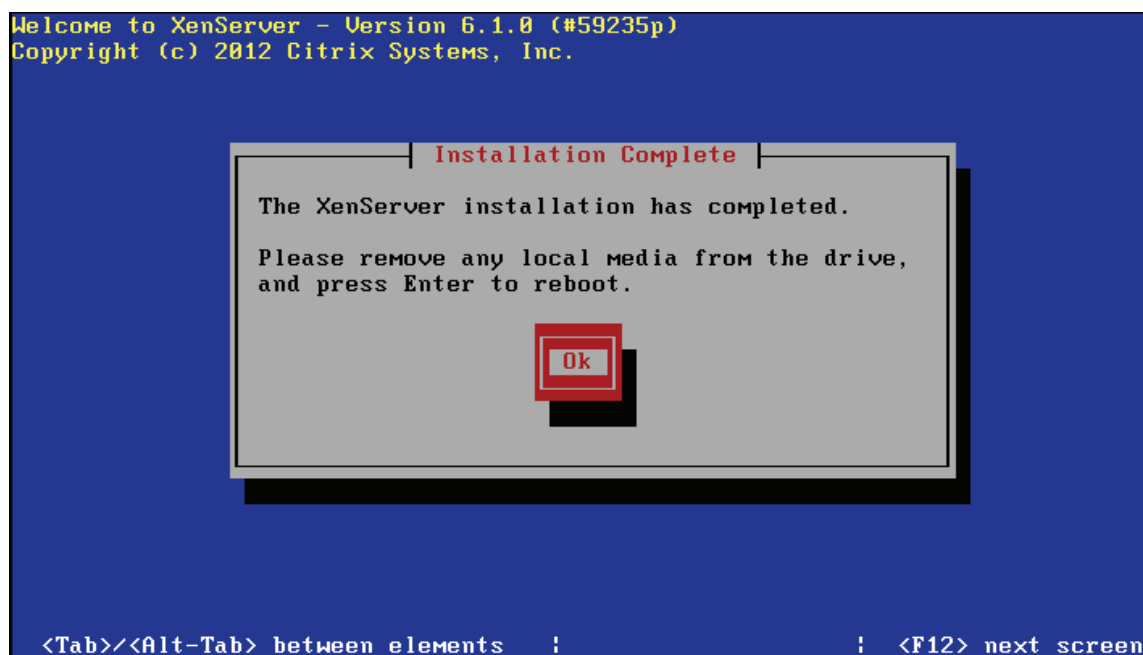 Welcome to XenServer - Version 6.1.0 (#59235p)
Copyright (c) 2012 Citrix Systems, Inc.
Installation Complete
The XenServer installation has completed.
Please remove any local media from the drive,
and press Enter to reboot.
Ok
<Tab>/<Alt-Tab> between elements ¦ ¦ <F12> next screen